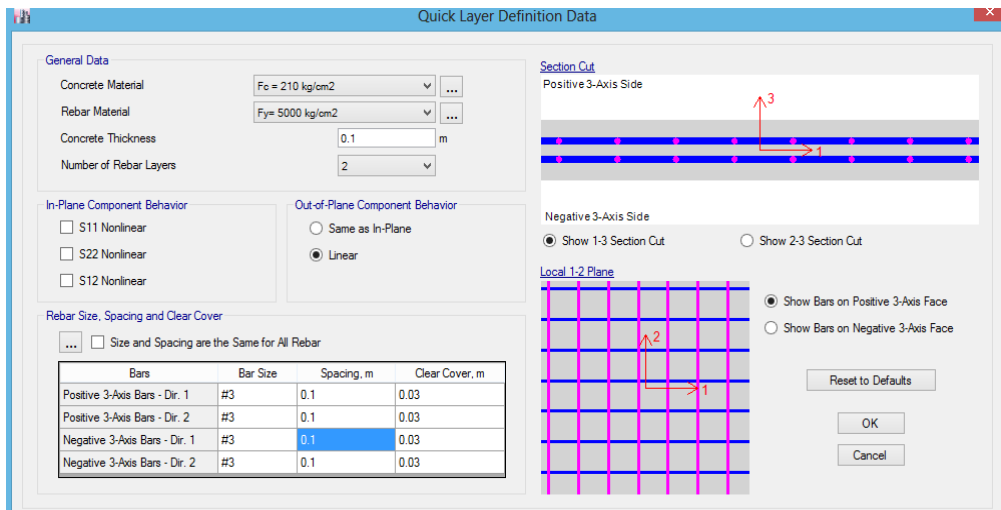 Quick Layer Definition Data
General Data
Concrete Material
Fc = 210 kg/cm2
...
Rebar Material
Fy= 5000 kg/cm2
...
Concrete Thickness
0.1
m
Number of Rebar Layers
2
In-Plane Component Behavior
S11 Nonlinear
S22 Nonlinear
S12 Nonlinear
Out-of-Plane Component Behavior
Same as In-Plane
Linear
Rebar Size, Spacing and Clear Cover
...
Size and Spacing are the Same for All Rebar
Bars Bar Size Spacing, m Clear Cover, m
Positive 3-Axis Bars - Dir. 1 #3 0.1 0.03
Positive 3-Axis Bars - Dir. 2 #3 0.1 0.03
Negative 3-Axis Bars - Dir. 1 #3 0.1 0.03
Negative 3-Axis Bars - Dir. 2 #3 0.1 0.03
Section Cut
Positive 3-Axis Side
3
1
Negative 3-Axis Side
Show 1-3 Section Cut
Show 2-3 Section Cut
Local 1-2 Plane
2
1
Show Bars on Positive 3-Axis Face
Show Bars on Negative 3-Axis Face
Reset to Defaults
OK
Cancel